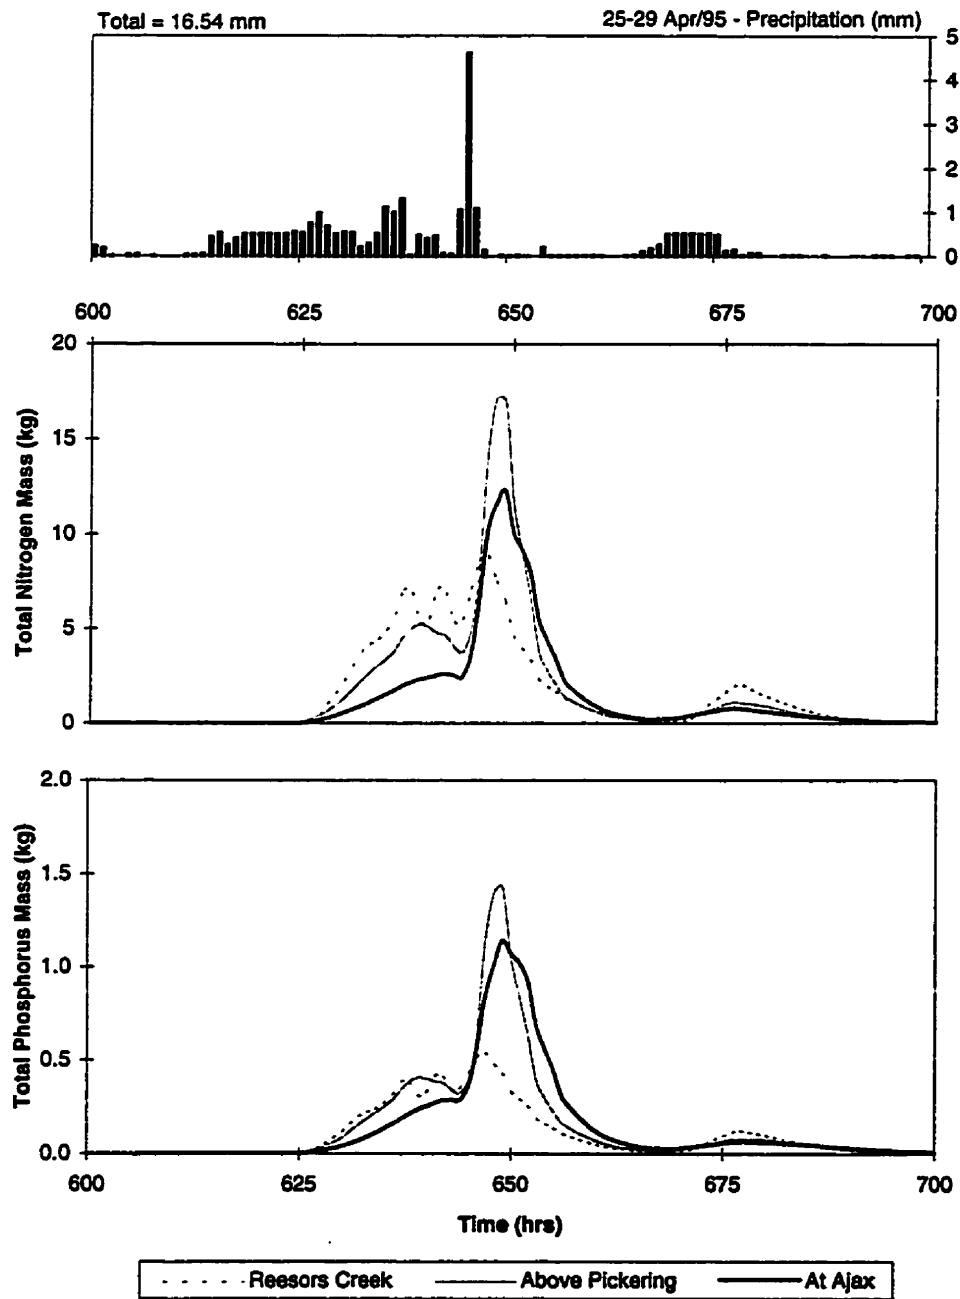 Total = 16.54 mm 25-29 Apr/95 - Precipitation (mm)
5
4
3
2
1
0
600 625 650 675 700
20
15
10
5
0
Total Nitrogen Mass (kg)
2.0
1.5
1.0
0.5
0.0
Total Phosphorus Mass (kg)
600 625 650 675 700
Time (hrs)
Reesors Creek Above Pickering At Ajax